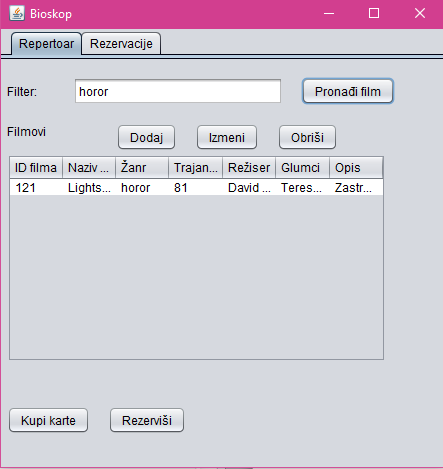 Bioskop
Repertoar Rezervacije
Filter: horor Pronađi film
Filmovi Dodaj Izmeni Obriši
ID filma Naziv ... Žanr Trajan... Režiser Glumci Opis
121 Lights... horor 81 David ... Teres... Zastr...
Kupi karte Rezerviši